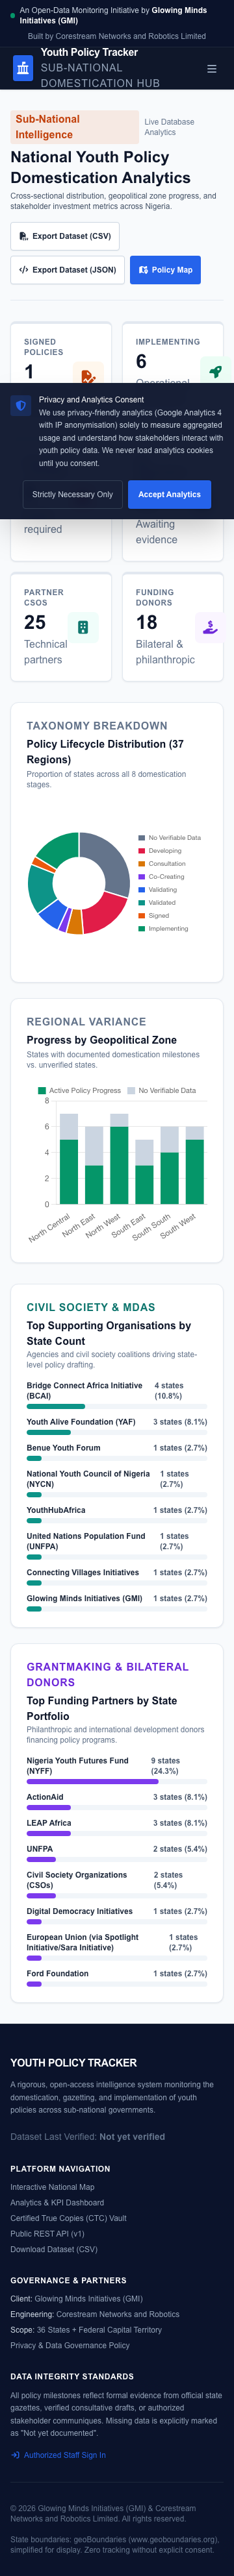 An Open-Data Monitoring Initiative by Glowing Minds
Initiatives (GMI)
Built by Corestream Networks and Robotics Limited
Youth Policy Tracker
SUB-NATIONAL
DOMESTICATION HUB
Sub-National
Intelligence
Live Database
Analytics
National Youth Policy
Domestication Analytics
Cross-sectional distribution, geopolitical zone progress, and
stakeholder investment metrics across Nigeria.
Export Dataset (CSV)
Export Dataset (JSON)
Policy Map
SIGNED
POLICIES
1
IMPLEMENTING
6
Operational
Privacy and Analytics Consent
We use privacy-friendly analytics (Google Analytics 4
with IP anonymisation) solely to measure aggregated
usage and understand how stakeholders interact with
youth policy data. We never load analytics cookies
until you consent.
Strictly Necessary Only
Accept Analytics
required
Awaiting
evidence
PARTNER
CSOS
25
Technical
partners
FUNDING
DONORS
18
Bilateral &
philanthropic
TAXONOMY BREAKDOWN
Policy Lifecycle Distribution (37
Regions)
Proportion of states across all 8 domestication
stages.
No Verifiable Data
Developing
Consultation
Co-Creating
Validating
Validated
Signed
Implementing
REGIONAL VARIANCE
Progress by Geopolitical Zone
States with documented domestication milestones
vs. unverified states.
Active Policy Progress
No Verifiable Data
8
6
4
2
0
North Central
North East
North West
South East
South South
South West
CIVIL SOCIETY & MDAS
Top Supporting Organisations by
State Count
Agencies and civil society coalitions driving state-
level policy drafting.
Bridge Connect Africa Initiative
(BCAI)
4 states
(10.8%)
Youth Alive Foundation (YAF)
3 states (8.1%)
Benue Youth Forum
1 states (2.7%)
National Youth Council of Nigeria
(NYCN)
1 states
(2.7%)
YouthHubAfrica
1 states (2.7%)
United Nations Population Fund
(UNFPA)
1 states
(2.7%)
Connecting Villages Initiatives
1 states (2.7%)
Glowing Minds Initiatives (GMI)
1 states (2.7%)
GRANTMAKING & BILATERAL
DONORS
Top Funding Partners by State
Portfolio
Philanthropic and international development donors
financing policy programs.
Nigeria Youth Futures Fund
(NYFF)
9 states
(24.3%)
ActionAid
3 states (8.1%)
LEAP Africa
3 states (8.1%)
UNFPA
2 states (5.4%)
Civil Society Organizations
(CSOs)
2 states
(5.4%)
Digital Democracy Initiatives
1 states (2.7%)
European Union (via Spotlight
Initiative/Sara Initiative)
1 states
(2.7%)
Ford Foundation
1 states (2.7%)
YOUTH POLICY TRACKER
A rigorous, open-access intelligence system monitoring the
domestication, gazetting, and implementation of youth
policies across sub-national governments.
Dataset Last Verified: Not yet verified
PLATFORM NAVIGATION
Interactive National Map
Analytics & KPI Dashboard
Certified True Copies (CTC) Vault
Public REST API (v1)
Download Dataset (CSV)
GOVERNANCE & PARTNERS
Client: Glowing Minds Initiatives (GMI)
Engineering: Corestream Networks and Robotics
Scope: 36 States + Federal Capital Territory
Privacy & Data Governance Policy
DATA INTEGRITY STANDARDS
All policy milestones reflect formal evidence from official state
gazettes, verified consultative drafts, or authorized
stakeholder communiques. Missing data is explicitly marked
as "Not yet documented".
Authorized Staff Sign In
© 2026 Glowing Minds Initiatives (GMI) & Corestream
Networks and Robotics Limited. All rights reserved.
State boundaries: geoBoundaries (www.geoboundaries.org),
simplified for display. Zero tracking without explicit consent.